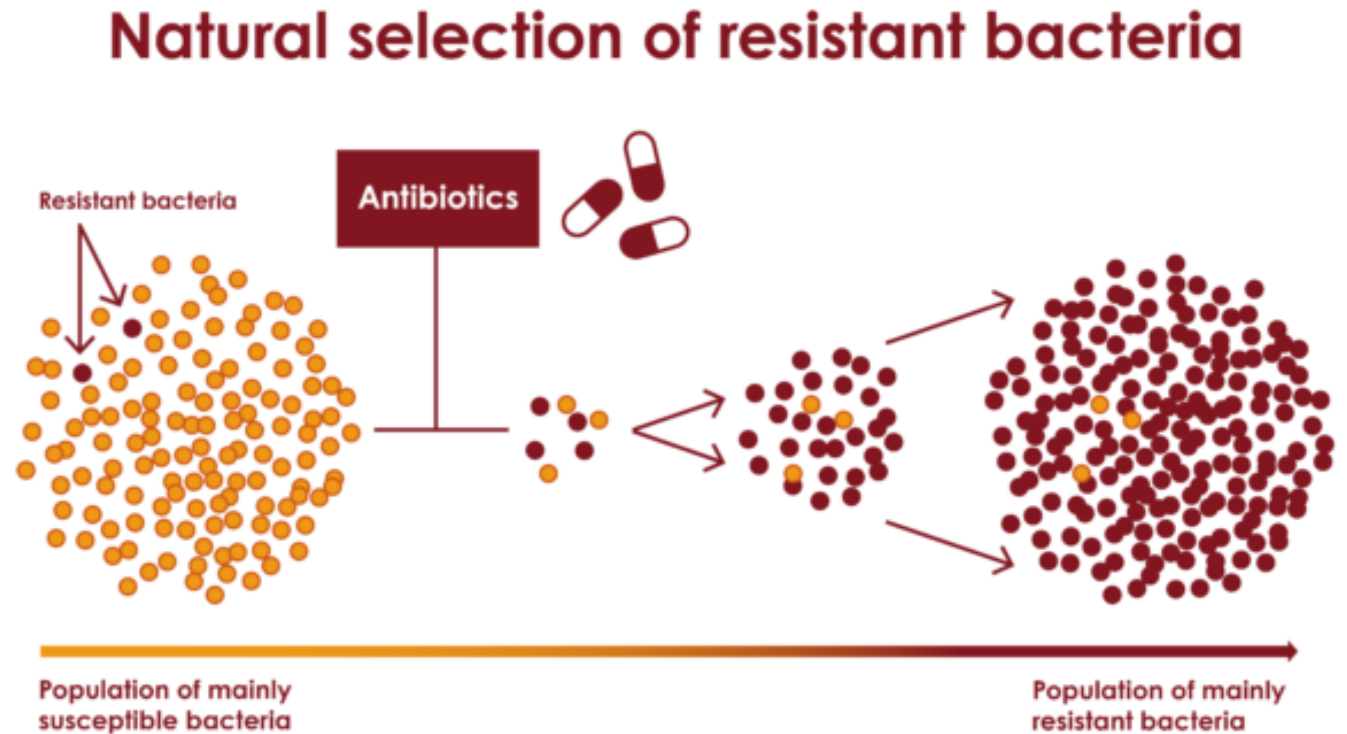 Natural selection of resistant bacteria
Resistant bacteria
Antibiotics
Population of mainly
susceptible bacteria
Population of mainly
resistant bacteria